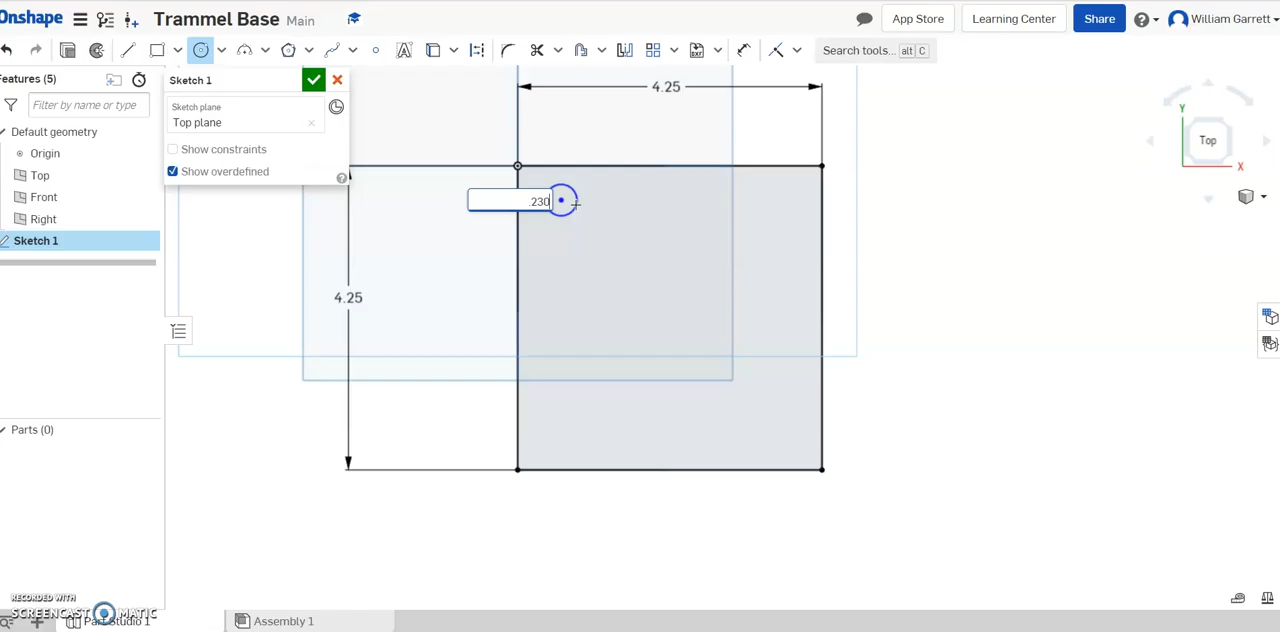 Onshape
Trammel Base Main
App Store
Learning Center
Share
William Garrett
Search tools... alt C
Features (5)
Filter by name or type
Default geometry
Origin
Top
Front
Right
Sketch 1
Parts (0)
Sketch 1
Sketch plane
Top plane
Show constraints
Show overdefined
4.25
.230
4.25
Y
Top
X
RECORDED WITH
SCREENCAST MATIC
Part Studio 1
Assembly 1